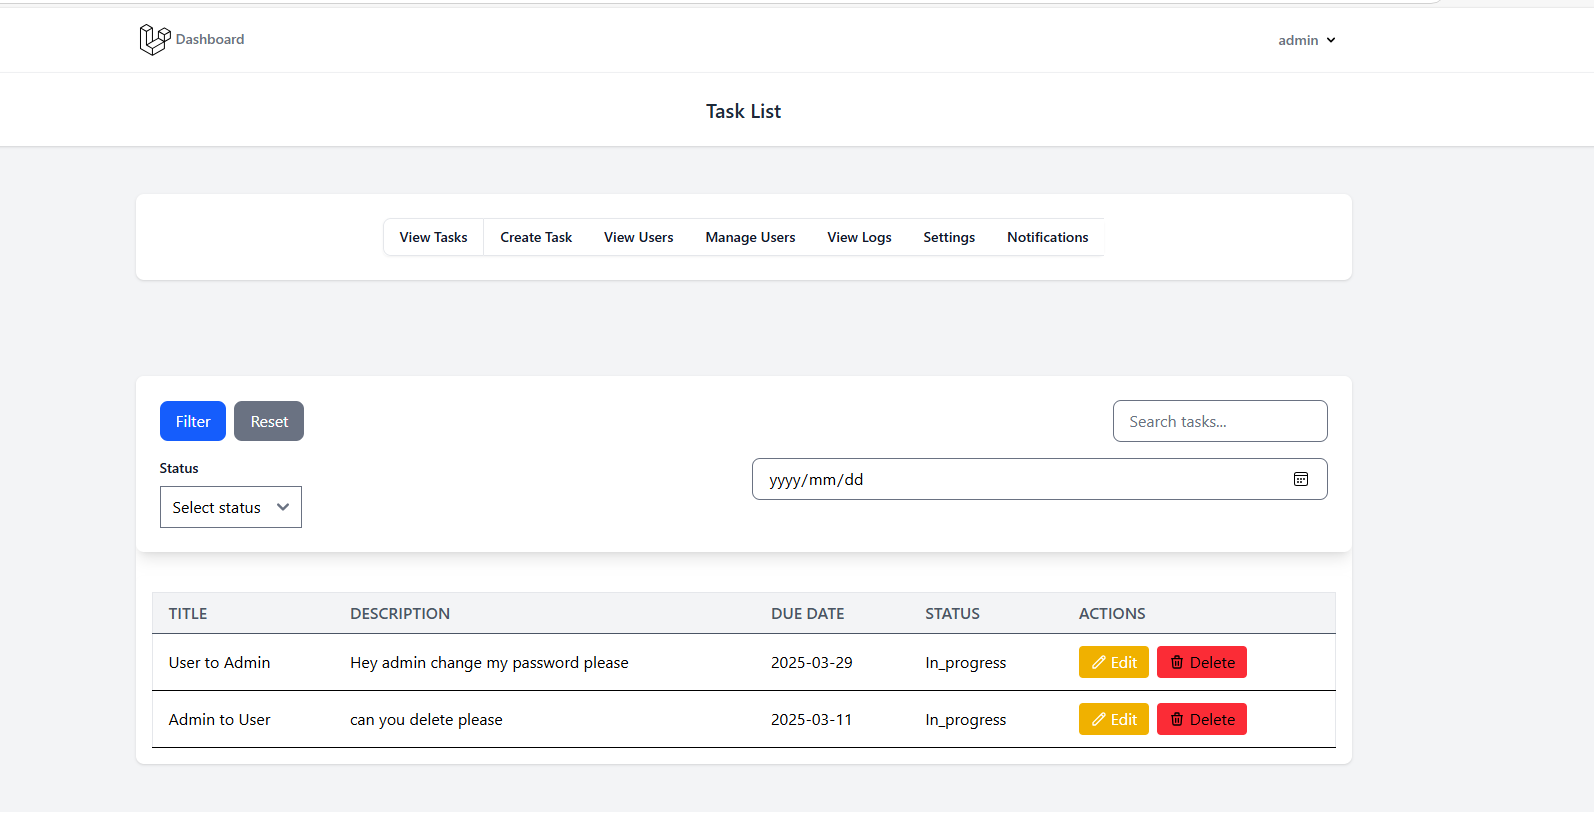 Dashboard
admin
Task List
View Tasks Create Task View Users Manage Users View Logs Settings Notifications
Filter Reset Search tasks...
Status
yyyy/mm/dd
Select status
TITLE DESCRIPTION DUE DATE STATUS ACTIONS
User to Admin Hey admin change my password please 2025-03-29 In_progress Edit Delete
Admin to User can you delete please 2025-03-11 In_progress Edit Delete